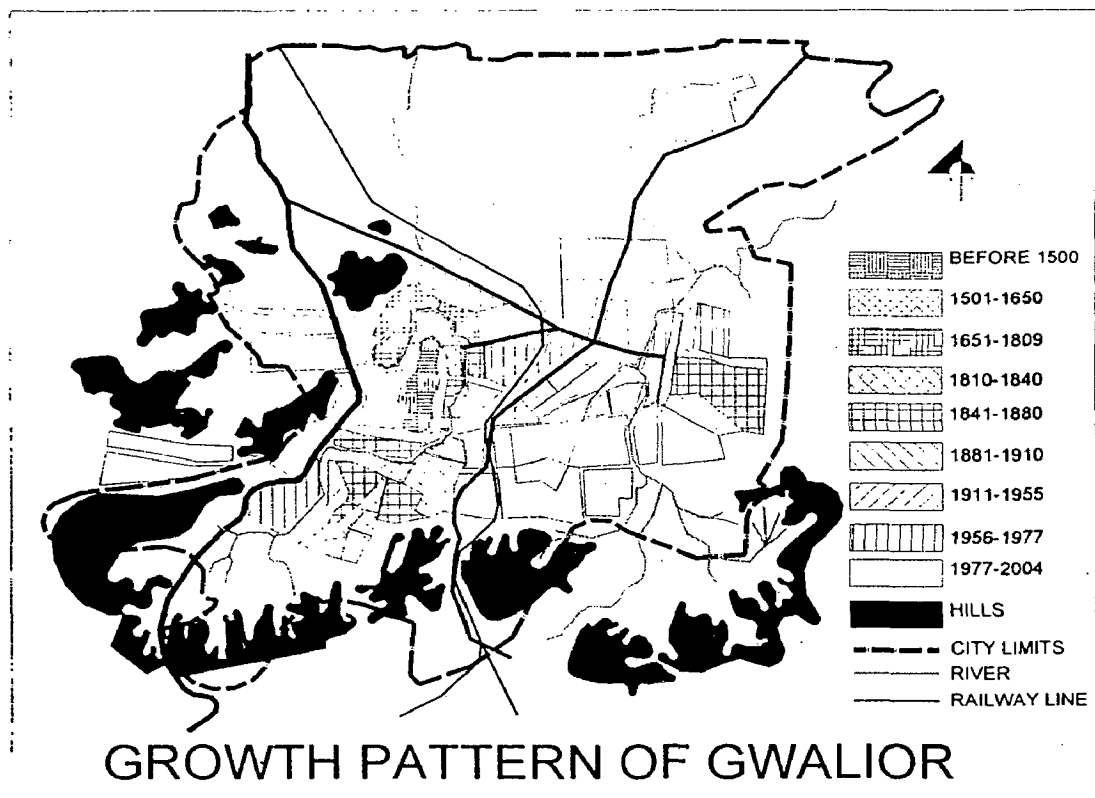 BEFORE 1500
1501-1650
1651-1809
1810-1840
1841-1880
1881-1910
1911-1955
1956-1977
1977-2004
HILLS
CITY LIMITS
RIVER
RAILWAY LINE
GROWTH PATTERN OF GWALIOR